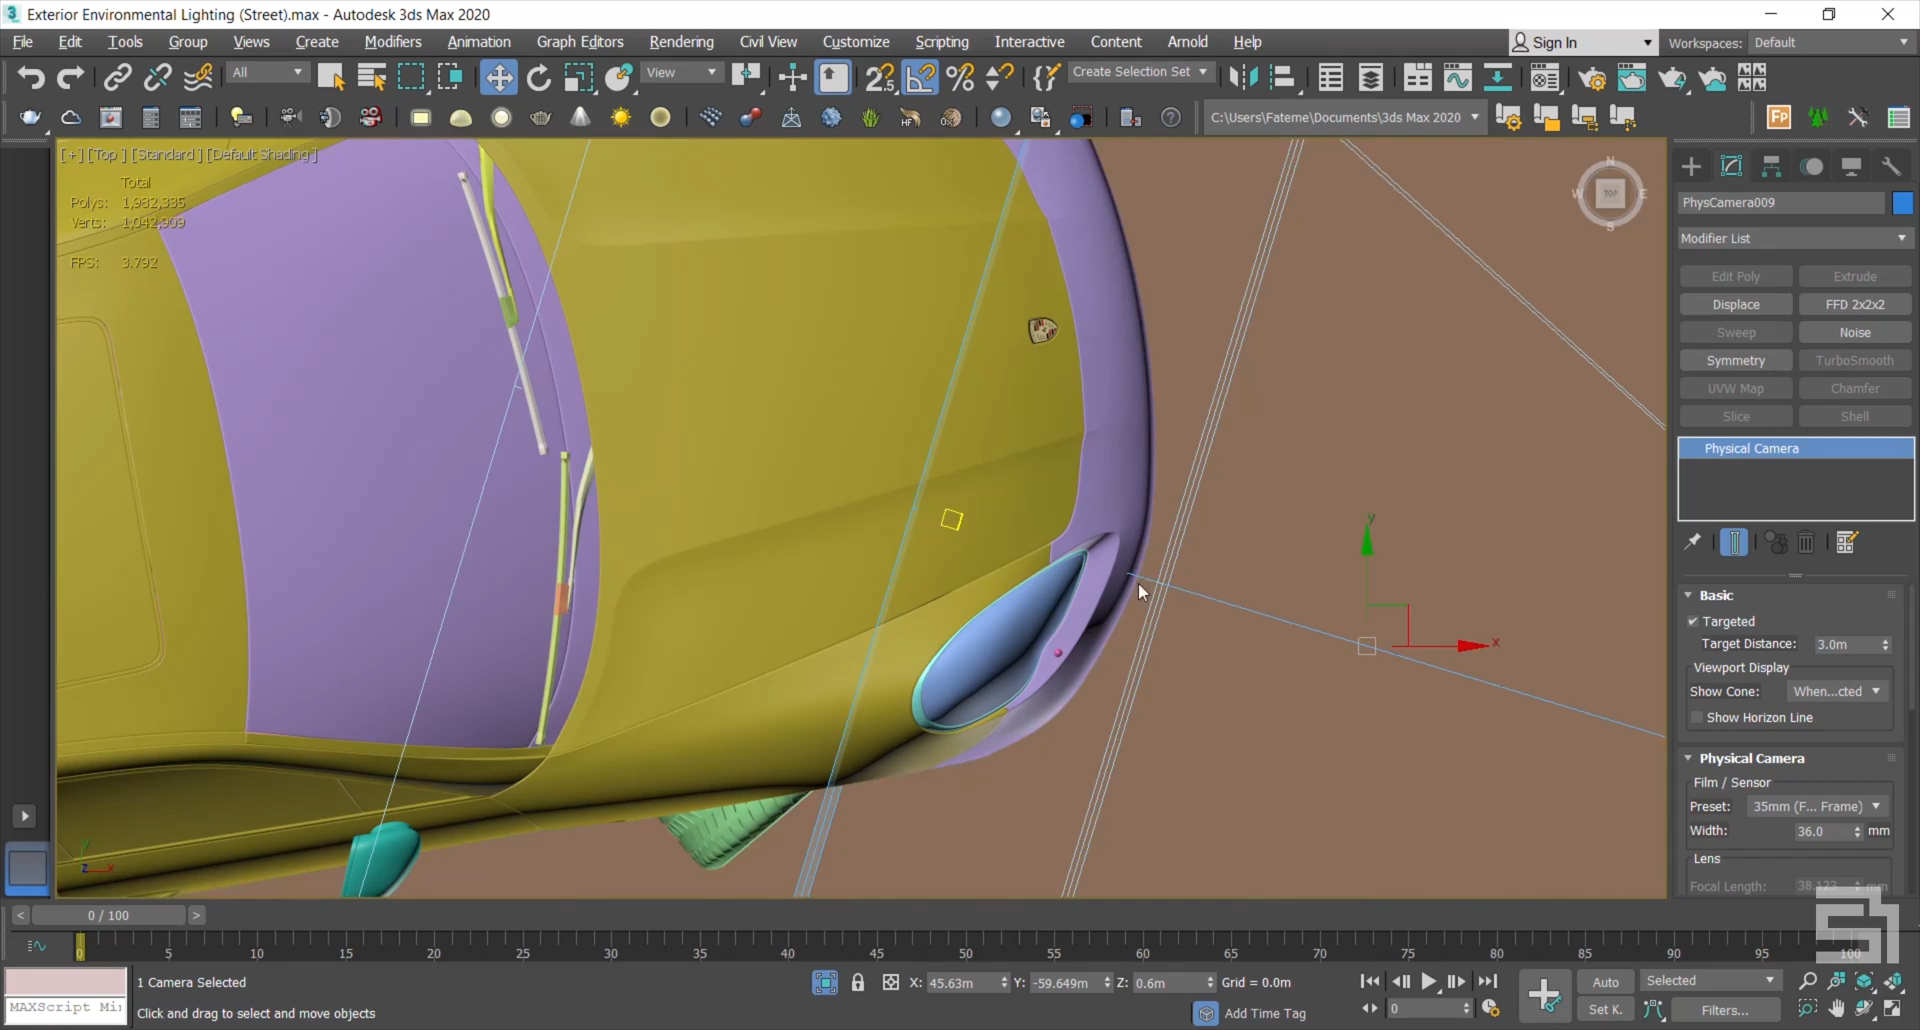 Exterior Environmental Lighting (Street).max - Autodesk 3ds Max 2020
File Edit Tools Group Views Create Modifiers Animation Graph Editors Rendering Civil View Customize Scripting Interactive Content Arnold Help
Sign In
Workspaces: Default
All
View
Create Selection Set
C:\Users\Fateme\Documents\3ds Max 2020
[+] [Top ] [Standard ] [Default Shading ]
Total
Polys: 1,982,335
Verts: 1,042,909
FPS: 3.792
N
W TOP E
S
PhysCamera009
Modifier List
Edit Poly Extrude
Displace FFD 2x2x2
Sweep Noise
Symmetry TurboSmooth
UVW Map Chamfer
Slice Shell
Physical Camera
Basic
Targeted
Target Distance: 3.0m
Viewport Display
Show Cone: When...cted
Show Horizon Line
Physical Camera
Film / Sensor
Preset: 35mm (F... Frame)
Width: 36.0 mm
Lens
Focal Length: 38.123 mm
y
x
y
z x
< 0 / 100 >
0 5 10 15 20 25 30 35 40 45 50 55 60 65 70 75 80 85 90 95 100
1 Camera Selected
X: 45.63m Y: -59.649m Z: 0.6m Grid = 0.0m
Auto Selected
MAXScript Mi
Click and drag to select and move objects
Add Time Tag
0
Set K. Filters...